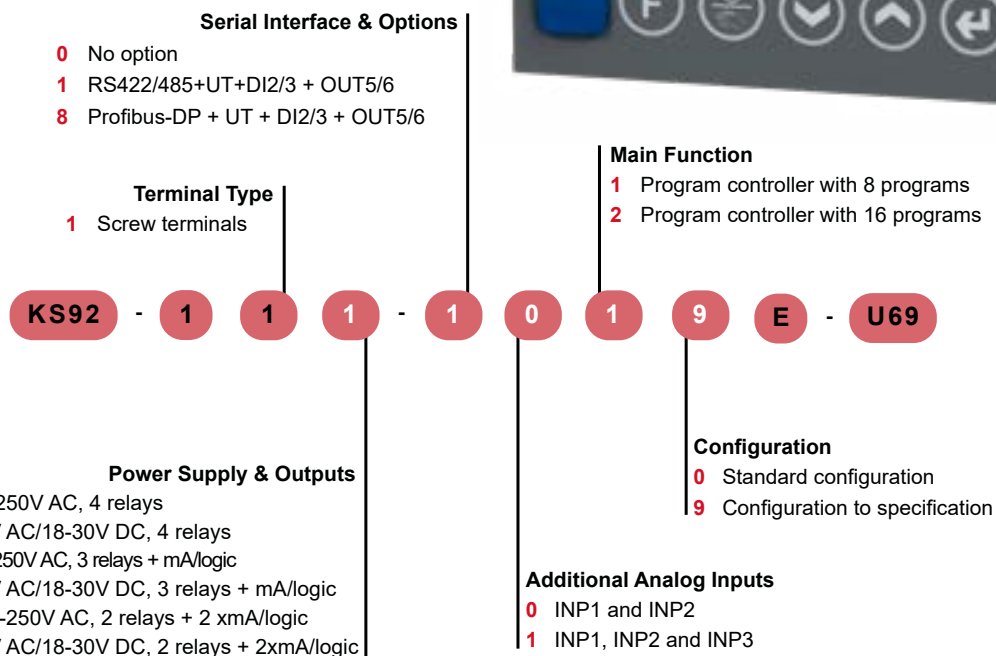 Serial Interface & Options
0 No option
1 RS422/485+UT+DI2/3 + OUT5/6
8 Profibus-DP + UT + DI2/3 + OUT5/6
F
Main Function
1 Program controller with 8 programs
2 Program controller with 16 programs
Terminal Type
1 Screw terminals
KS92 - 1 1 1 - 1 0 1 9 E - U69
Configuration
0 Standard configuration
9 Configuration to specification
Power Supply & Outputs
250V AC, 4 relays
AC/18-30V DC, 4 relays
250V AC, 3 relays + mA/logic
AC/18-30V DC, 3 relays + mA/logic
-250V AC, 2 relays + 2 xmA/logic
AC/18-30V DC, 2 relays + 2xmA/logic
Additional Analog Inputs
0 INP1 and INP2
1 INP1, INP2 and INP3